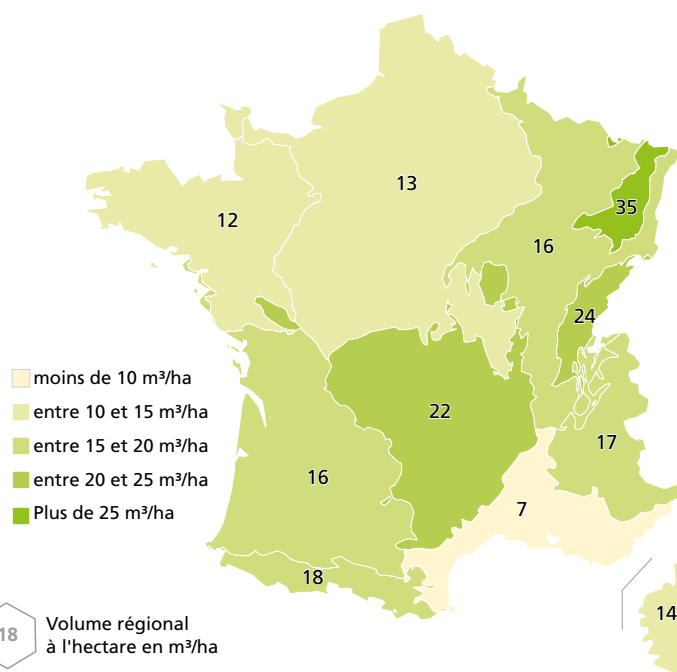 13
35
12
16
24
moins de 10 m³/ha
entre 10 et 15 m³/ha
22
entre 15 et 20 m³/ha
17
entre 20 et 25 m³/ha
16
7
Plus de 25 m³/ha
18
14
18
Volume régional
à l'hectare en m³/ha